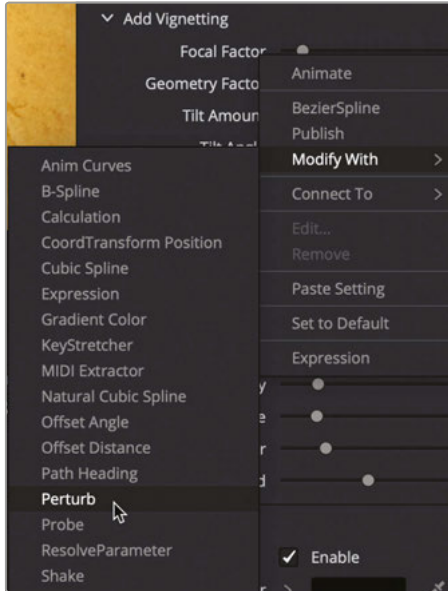 Add Vignetting
Focal Factor
Geometry Facto
Tilt Amoun
Animate
BezierSpline
Publish
Modify With
Connect To
Edit...
Remove
Paste Setting
Set to Default
Expression
Anim Curves
B-Spline
Calculation
CoordTransform Position
Cubic Spline
Expression
Gradient Color
KeyStretcher
MIDI Extractor
Natural Cubic Spline
Offset Angle
Offset Distance
Path Heading
Perturb
Probe
ResolveParameter
Shake
y
e
r
d
Enable
r